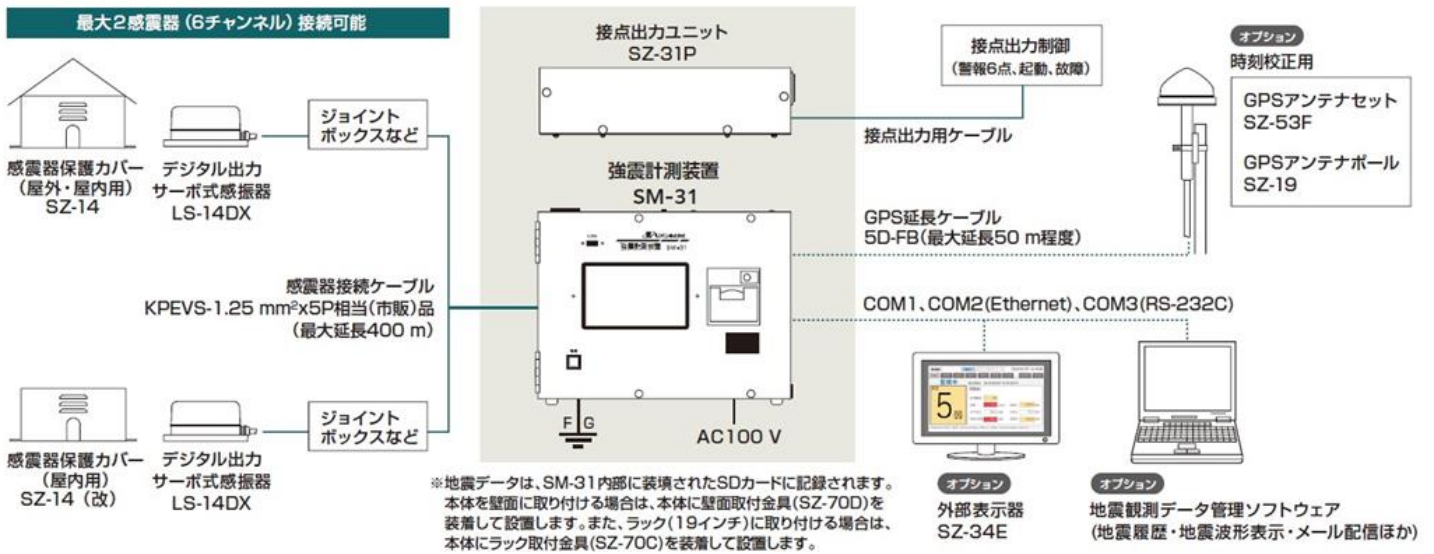 最大2感震器（6チャンネル）接続可能
感震器保護カバー
（屋外・屋内用）
SZ-14
デジタル出力
サーボ式感振器
LS-14DX
ジョイント
ボックスなど
感震器接続ケーブル
KPEVS-1.25 mm²x5P相当（市販）品
（最大延長400 m）
感震器保護カバー
（屋内用）
SZ-14（改）
デジタル出力
サーボ式感振器
LS-14DX
ジョイント
ボックスなど
接点出力ユニット
SZ-31P
強震計測装置
SM-31
強震計測装置 SM-31
F G
AC100 V
接点出力制御
（警報6点、起動、故障）
接点出力用ケーブル
オプション
時刻校正用
GPSアンテナセット
SZ-53F
GPSアンテナポール
SZ-19
GPS延長ケーブル
5D-FB（最大延長50 m程度）
COM1、COM2(Ethernet)、COM3(RS-232C)
5弱
オプション
外部表示器
SZ-34E
オプション
地震観測データ管理ソフトウェア
（地震履歴・地震波形表示・メール配信ほか）
※地震データは、SM-31内部に装填されたSDカードに記録されます。
本体を壁面に取り付ける場合は、本体に壁面取付金具（SZ-70D）を
装着して設置します。また、ラック（19インチ）に取り付ける場合は、
本体にラック取付金具（SZ-70C）を装着して設置します。